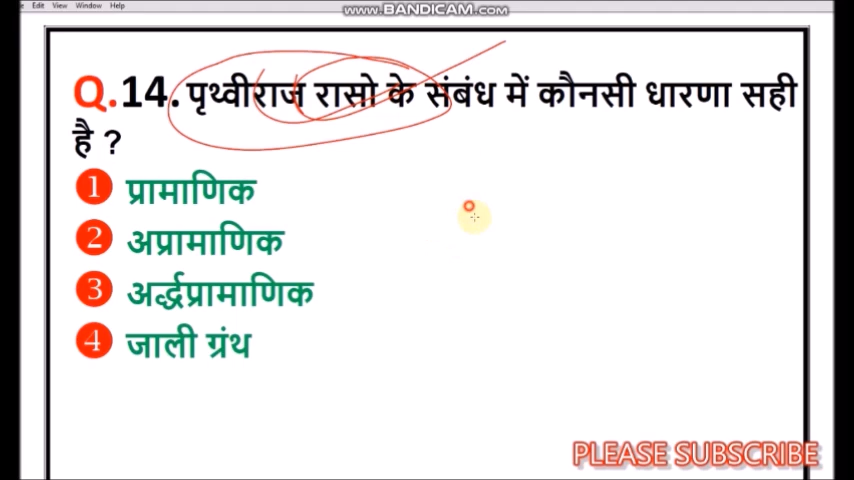 Edit View Window Help
WWW.BANDICAM.COM
Q.14. पृथ्वीराज रासो के संबंध में कौनसी धारणा सही
है ?
1 प्रामाणिक
2 अप्रामाणिक
3 अर्द्धप्रामाणिक
4 जाली ग्रंथ
PLEASE SUBSCRIBE